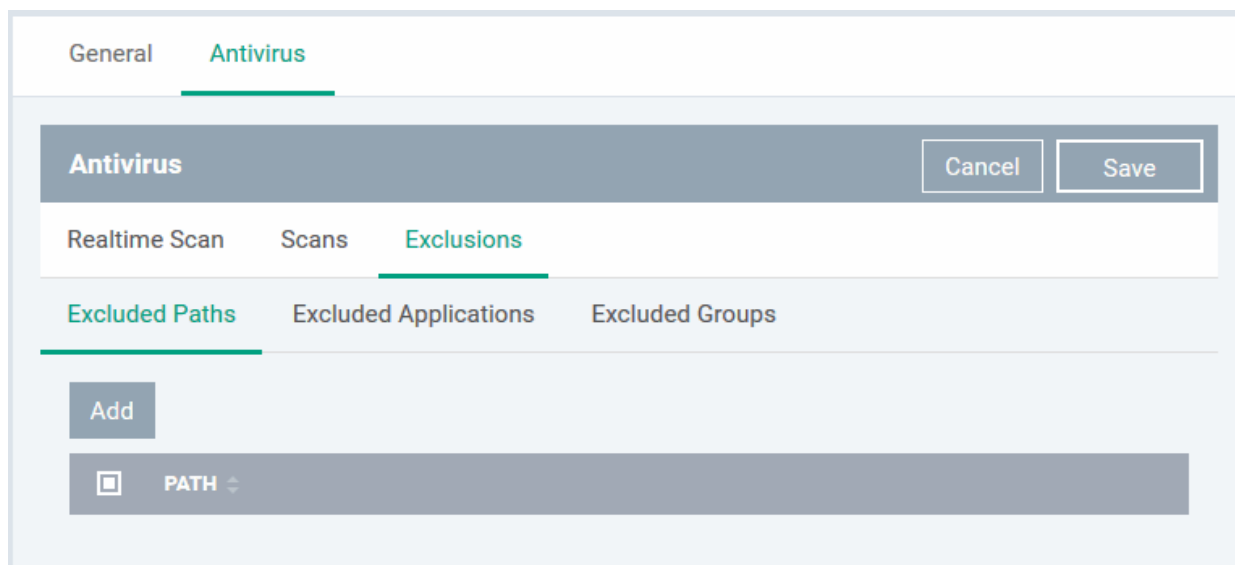 General Antivirus
Antivirus Cancel Save
Realtime Scan Scans Exclusions
Excluded Paths Excluded Applications Excluded Groups
Add
PATH